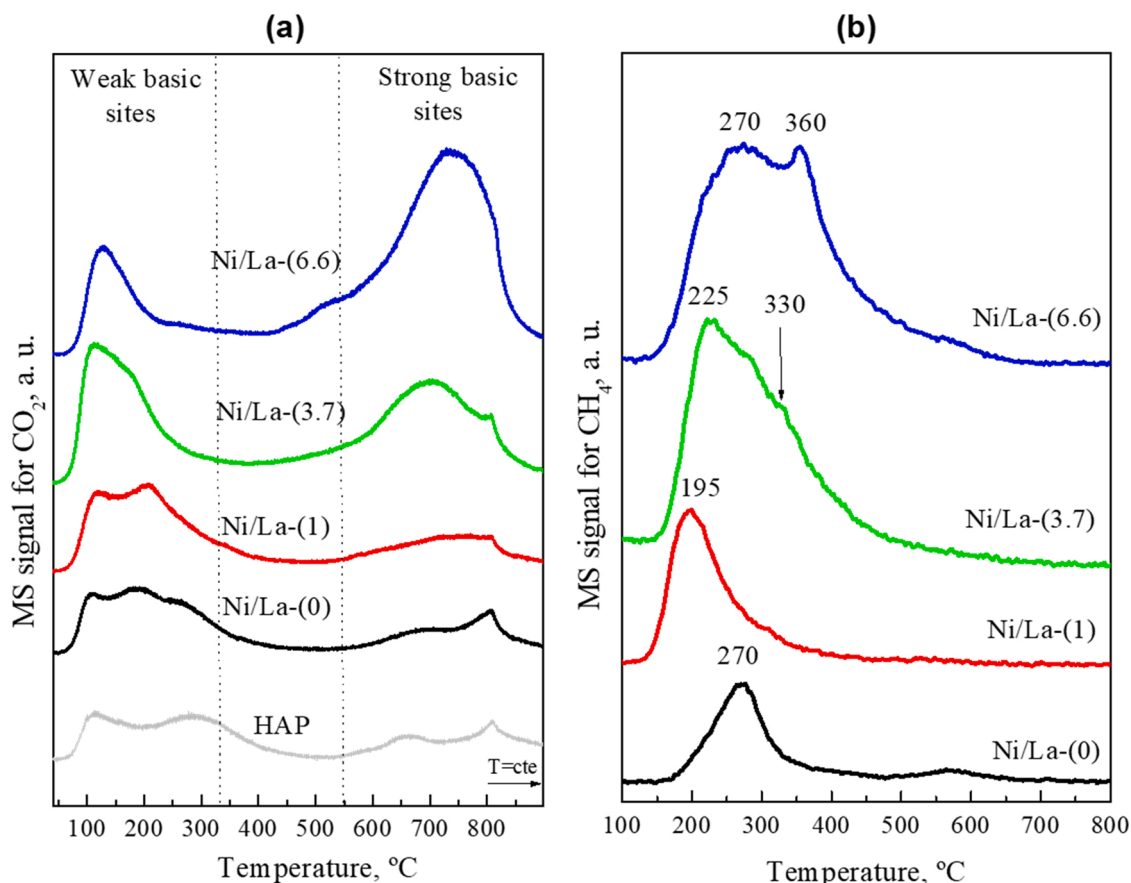 (a)
Weak basic
sites
Strong basic
sites
Ni/La-(6.6)
Ni/La-(3.7)
Ni/La-(1)
Ni/La-(0)
HAP
T=cte
MS signal for CO₂, a. u.
100 200 300 400 500 600 700 800
Temperature, ºC
(b)
270 360
Ni/La-(6.6)
225
330
Ni/La-(3.7)
195
Ni/La-(1)
270
Ni/La-(0)
MS signal for CH₄, a. u.
100 200 300 400 500 600 700 800
Temperature, ºC